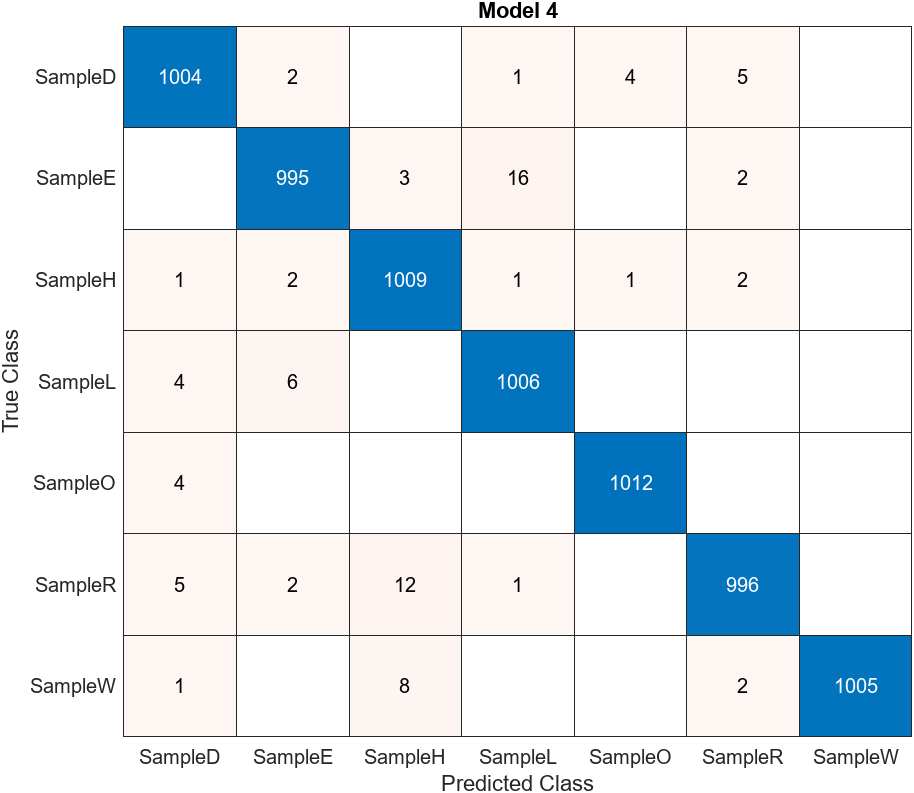 Model 4
SampleD 1004 2 1 4 5
SampleE 995 3 16 2
SampleH 1 2 1009 1 1 2
SampleL 4 6 1006
SampleO 4 1012
SampleR 5 2 12 1 996
SampleW 1 8 2 1005
True Class
SampleD SampleE SampleH SampleL SampleO SampleR SampleW
Predicted Class